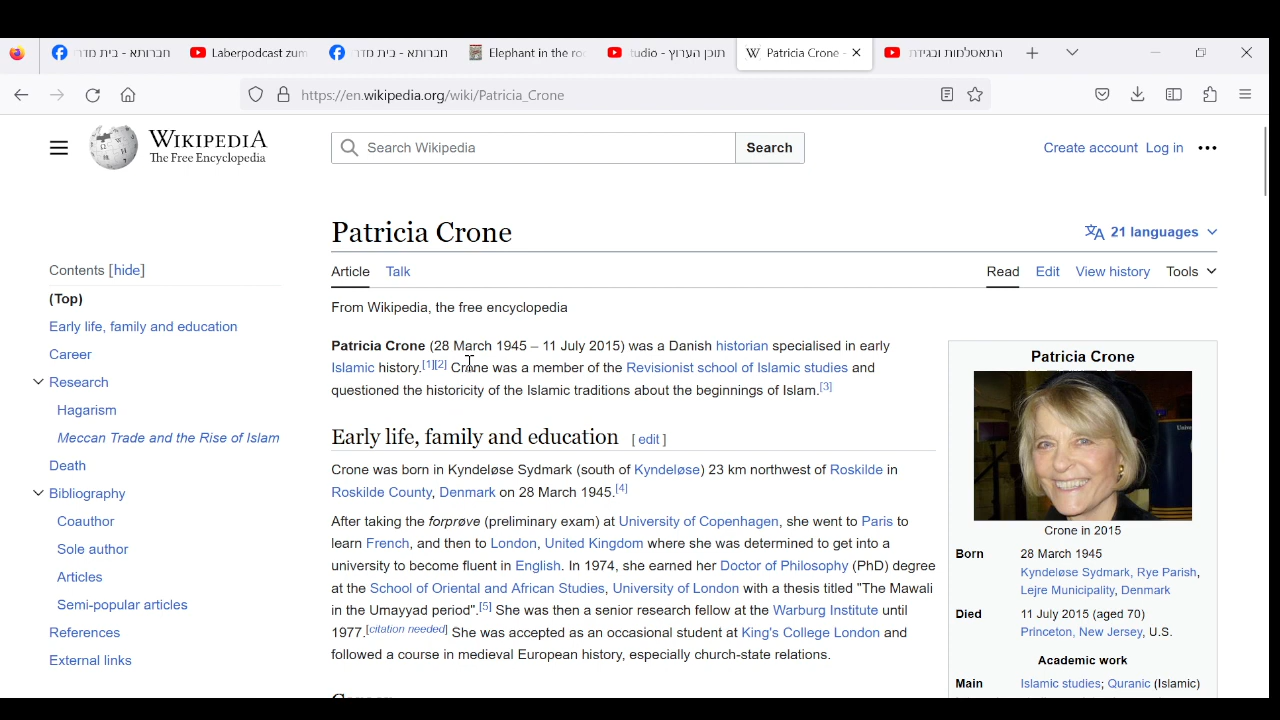 חברותא - בית מדר
Laberpodcast zum
חברותא - בית מדר
Elephant in the ro
תוכן הערוץ - tudio
Patricia Crone -
התאסלמות ובגידת
https://en.wikipedia.org/wiki/Patricia_Crone
WIKIPEDIA
The Free Encyclopedia
Search Wikipedia
Search
Create account Log in
Patricia Crone
21 languages
Contents [hide]
(Top)
Early life, family and education
Career
Research
Hagarism
Meccan Trade and the Rise of Islam
Death
Bibliography
Coauthor
Sole author
Articles
Semi-popular articles
References
External links
Article Talk
Read Edit View history Tools
From Wikipedia, the free encyclopedia
Patricia Crone (28 March 1945 – 11 July 2015) was a Danish historian specialised in early
Islamic history.[1][2] Crone was a member of the Revisionist school of Islamic studies and
questioned the historicity of the Islamic traditions about the beginnings of Islam.[3]
Early life, family and education [ edit ]
Crone was born in Kyndeløse Sydmark (south of Kyndeløse) 23 km northwest of Roskilde in
Roskilde County, Denmark on 28 March 1945.[4]
After taking the forprøve (preliminary exam) at University of Copenhagen, she went to Paris to
learn French, and then to London, United Kingdom where she was determined to get into a
university to become fluent in English. In 1974, she earned her Doctor of Philosophy (PhD) degree
at the School of Oriental and African Studies, University of London with a thesis titled "The Mawali
in the Umayyad period".[5] She was then a senior research fellow at the Warburg Institute until
1977.[citation needed] She was accepted as an occasional student at King's College London and
followed a course in medieval European history, especially church-state relations.
Patricia Crone
Crone in 2015
Born 28 March 1945
Kyndeløse Sydmark, Rye Parish,
Lejre Municipality, Denmark
Died 11 July 2015 (aged 70)
Princeton, New Jersey, U.S.
Academic work
Main Islamic studies; Quranic (Islamic)